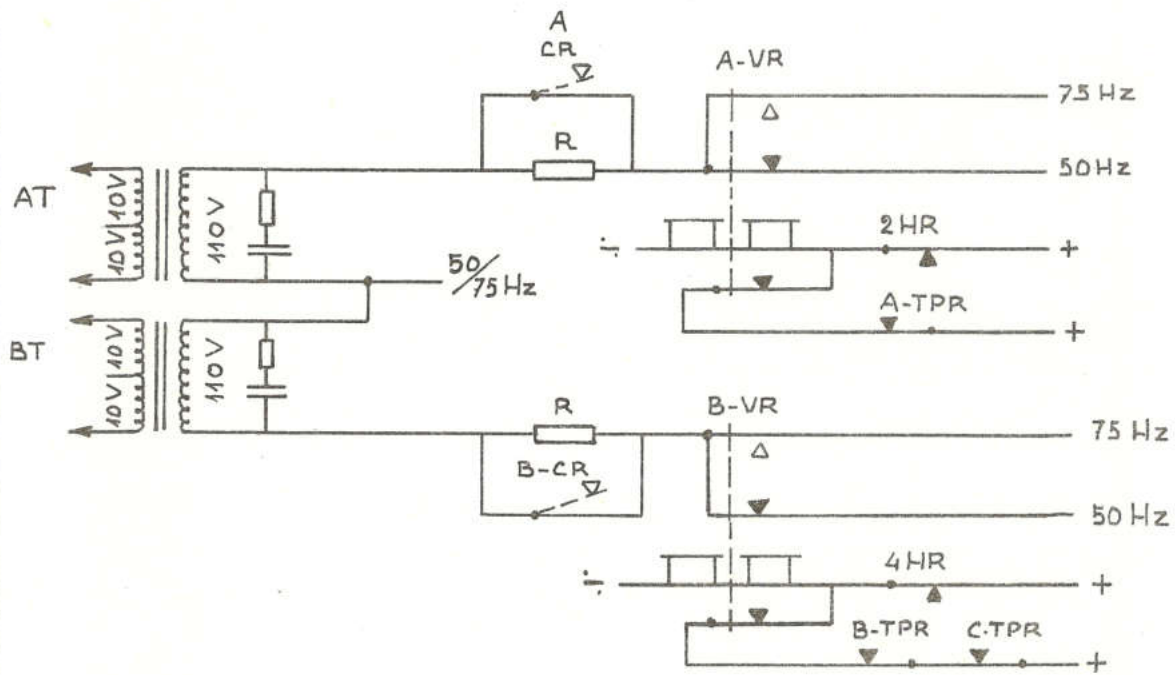 A
CR
A-VR
75 Hz
R
50 Hz
AT
10V 10V
110V
2HR
÷
+
50/75 Hz
A-TPR
+
BT
10V 10V
110V
R
B-VR
75 Hz
B-CR
50 Hz
4HR
÷
+
B-TPR
C-TPR
+